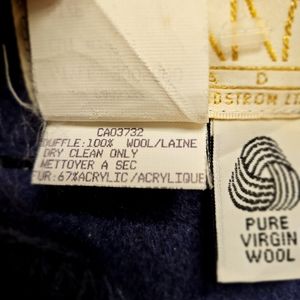 CA03732
DUFFLE:100% WOOL/LAINE
DRY CLEAN ONLY
NETTOYER A SEC
FUR:67%ACRYLIC/ACRYLIQUE
D
PURE
VIRGIN
WOOL